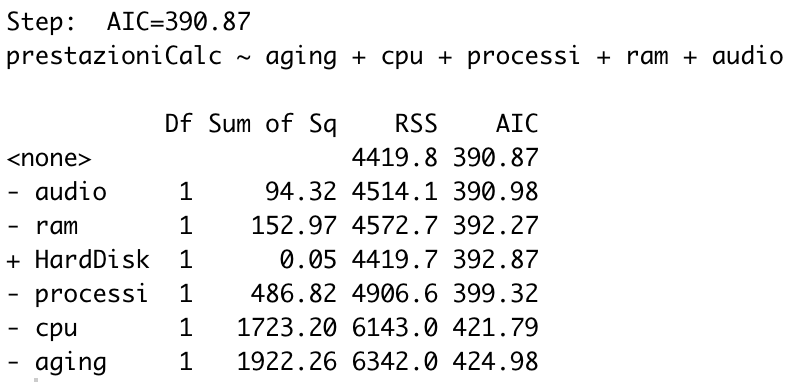 Step:  AIC=390.87
prestazioniCalc ~ aging + cpu + processi + ram + audio
Df Sum of Sq    RSS    AIC
<none>                  4419.8 390.87
- audio     1     94.32 4514.1 390.98
- ram       1    152.97 4572.7 392.27
+ HardDisk  1      0.05 4419.7 392.87
- processi  1    486.82 4906.6 399.32
- cpu       1   1723.20 6143.0 421.79
- aging     1   1922.26 6342.0 424.98